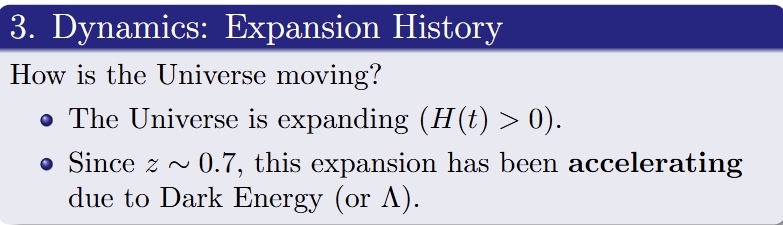 3. Dynamics: Expansion History
How is the Universe moving?
• The Universe is expanding (H(t) > 0).
• Since z ∼ 0.7, this expansion has been accelerating
due to Dark Energy (or Λ).